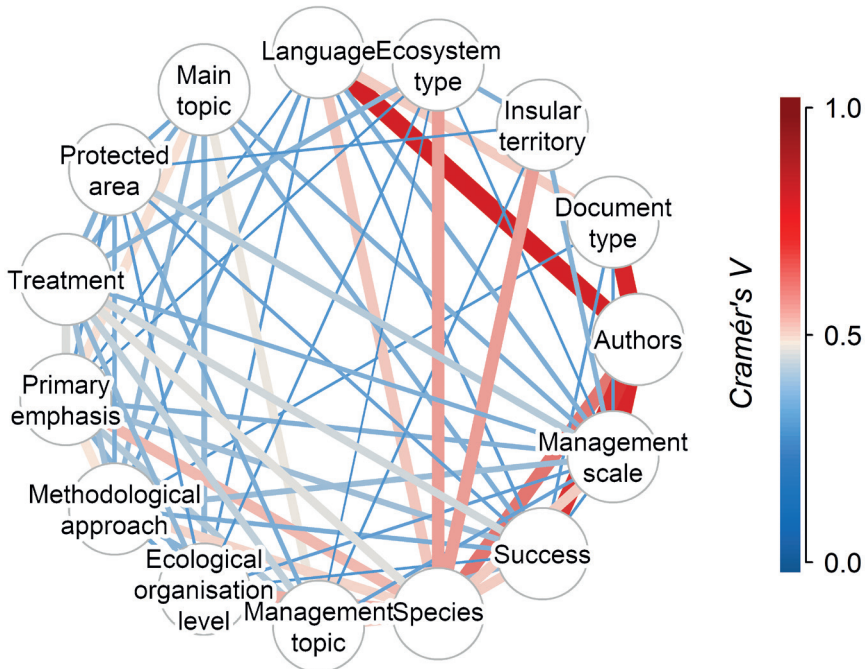 Language
Ecosystem
type
Main
topic
Insular
territory
Protected
area
Document
type
Treatment
Authors
Primary
emphasis
Management
scale
Methodological
approach
Success
Ecological
organisation
level
Management
topic
Species
1.0
0.5
0.0
Cramér's V